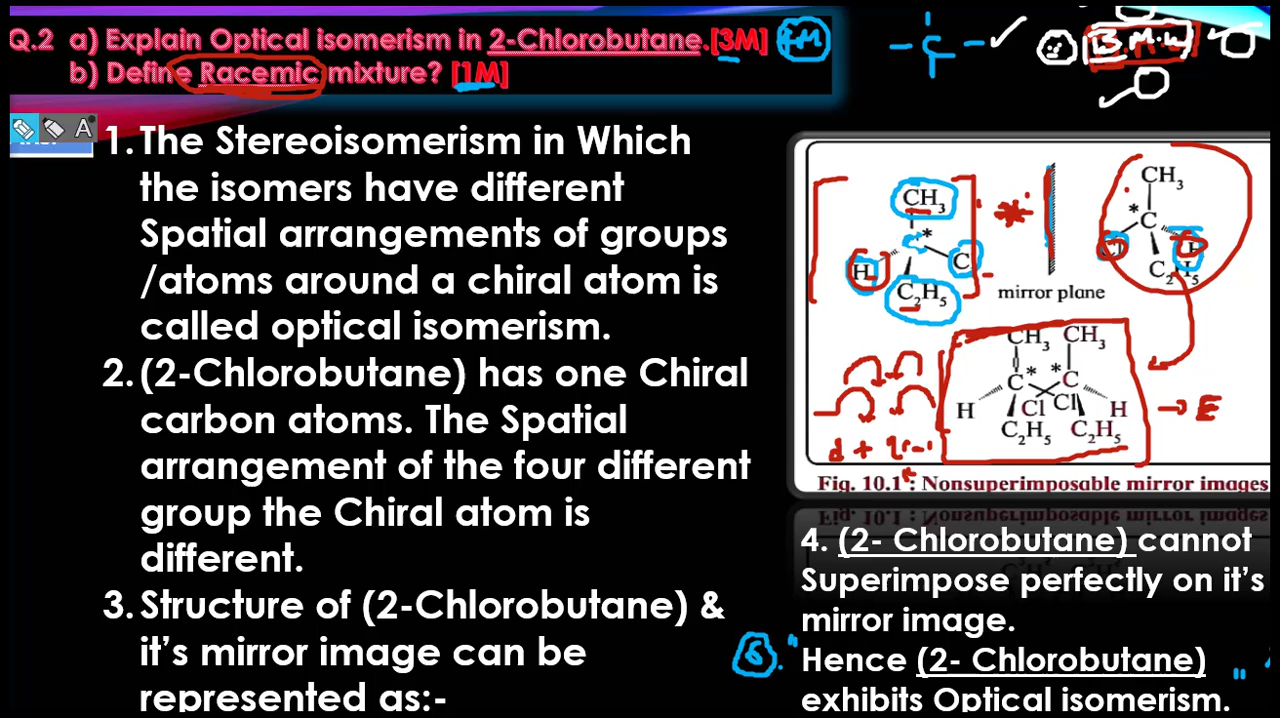 Q.2 a) Explain Optical isomerism in 2-Chlorobutane.[3M]
b) Define Racemic mixture? [1M]
A
1. The Stereoisomerism in Which
the isomers have different
Spatial arrangements of groups
/atoms around a chiral atom is
called optical isomerism.
2. (2-Chlorobutane) has one Chiral
carbon atoms. The Spatial
arrangement of the four different
group the Chiral atom is
different.
3. Structure of (2-Chlorobutane) &
it's mirror image can be
represented as:-
CH3
*
H
C2H5
mirror plane
CH3
*
C
CH3 CH3
C * * C
H Cl Cl H
C2H5 C2H5
→ E
d +
Fig. 10.1 : Nonsuperimposable mirror images
4. (2- Chlorobutane) cannot
Superimpose perfectly on it's
mirror image.
Hence (2- Chlorobutane)
exhibits Optical isomerism.